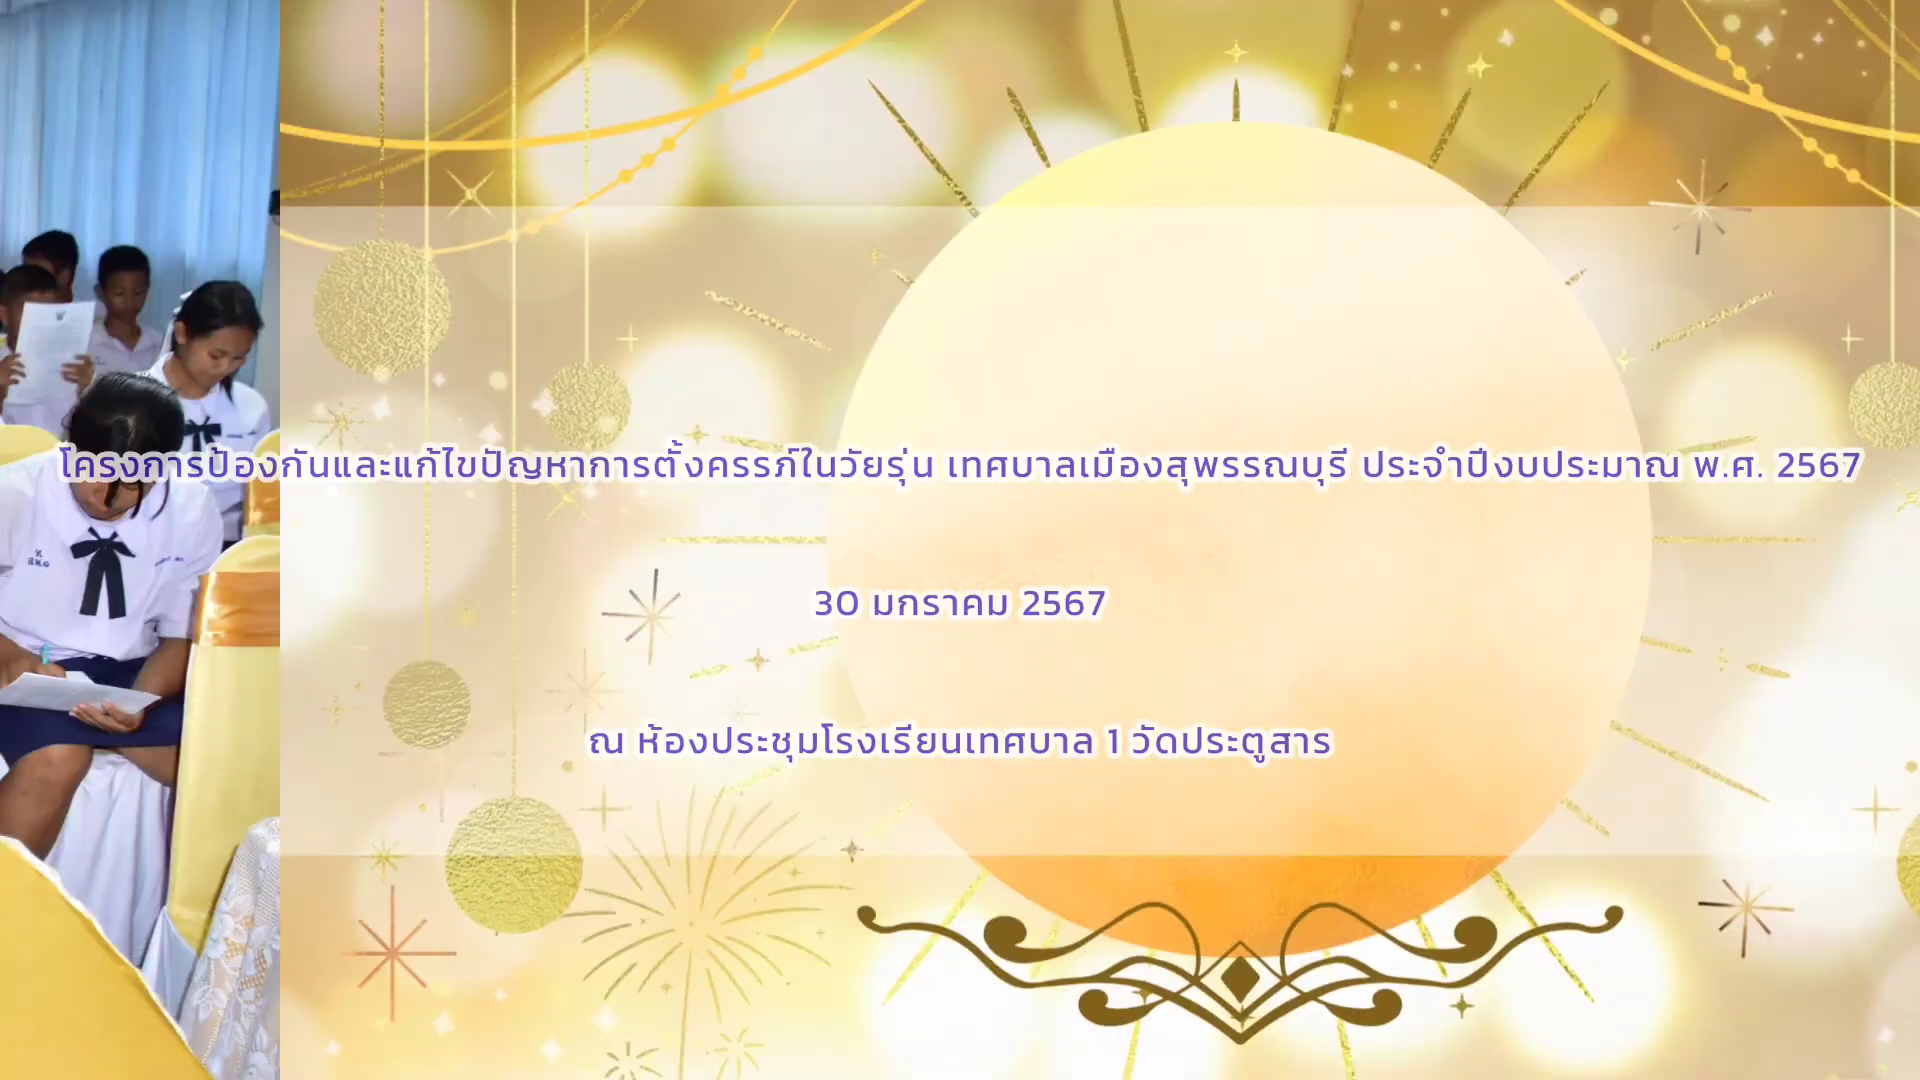 โครงการป้องกันและแก้ไขปัญหาการตั้งครรภ์ในวัยรุ่น เทศบาลเมืองสุพรรณบุรี ประจำปีงบประมาณ พ.ศ. 2567
30 มกราคม 2567
ณ ห้องประชุมโรงเรียนเทศบาล 1 วัดประตูสาร